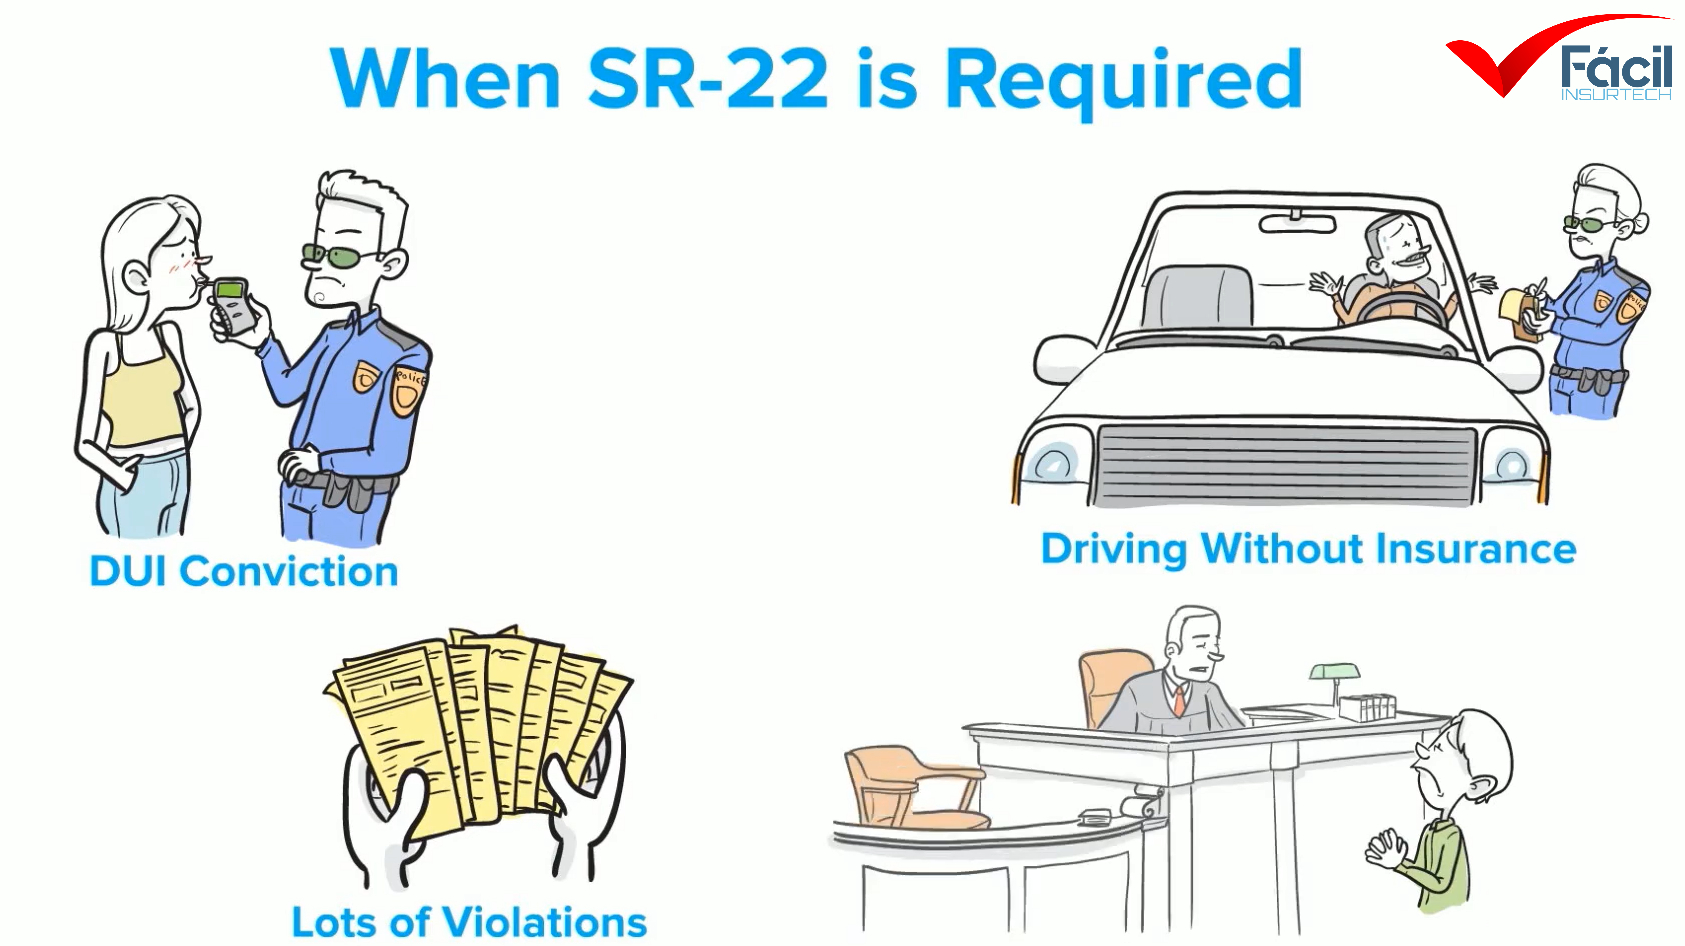 When SR-22 is Required
Fácil
INSURTECH
Police
Police
DUI Conviction
Driving Without Insurance
Lots of Violations